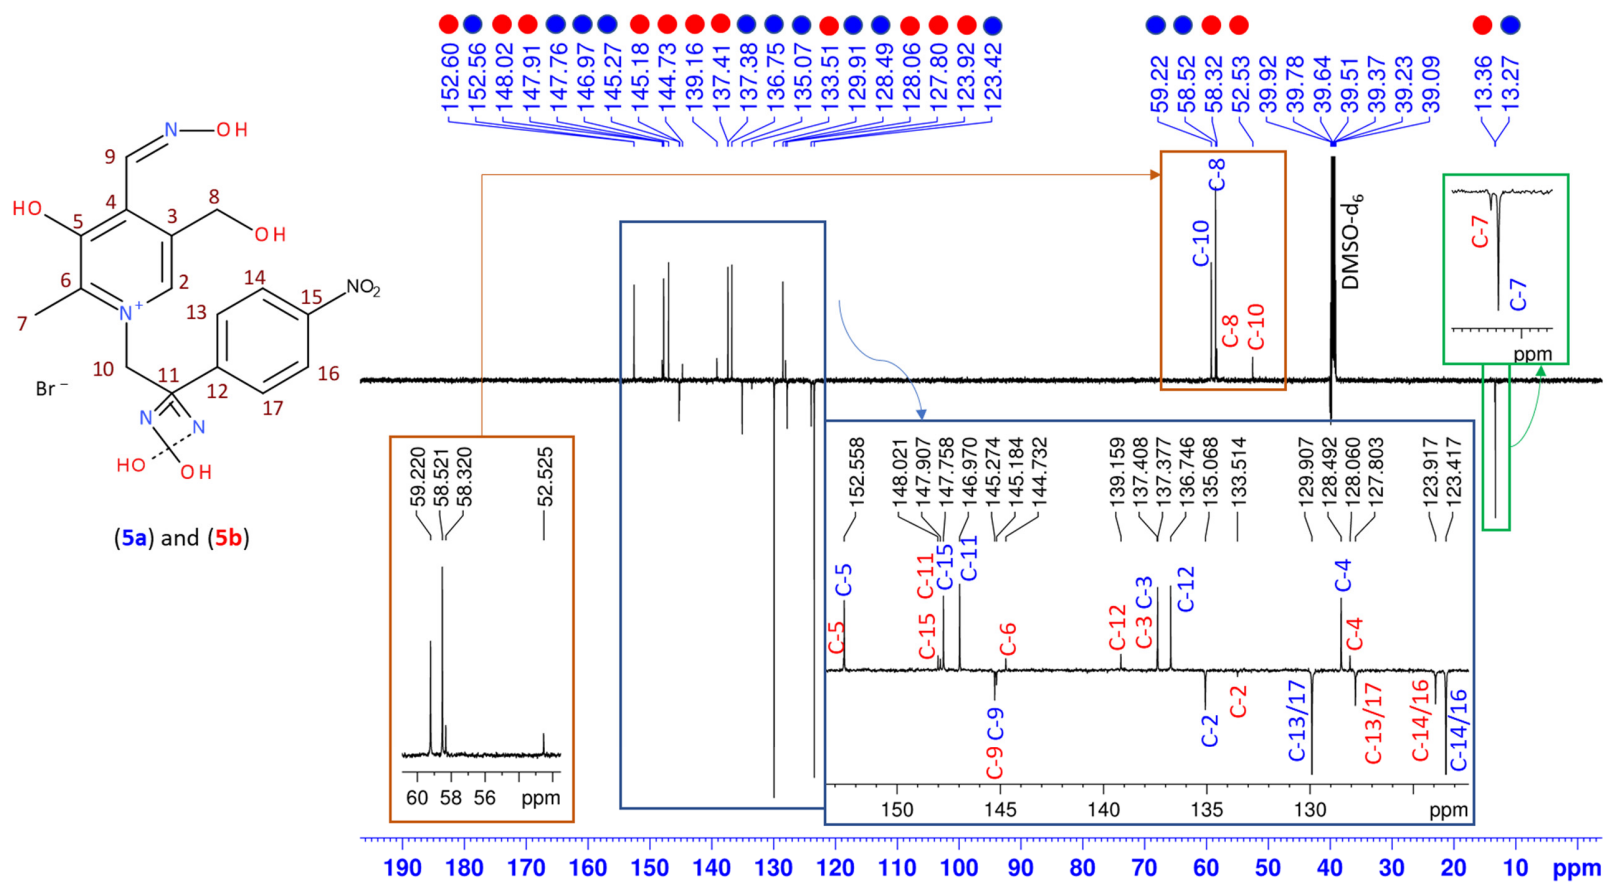 152.60
152.56
148.02
147.91
147.76
146.97
145.27
145.18
144.73
139.16
137.41
137.38
136.75
135.07
133.51
129.91
128.49
128.06
127.80
123.92
123.42
59.22
58.52
58.32
52.53
39.92
39.78
39.64
39.51
39.37
39.23
39.09
13.36
13.27
N
OH
9
HO
4
8
5
3
OH
6
2
14
NO2
15
7
N+
13
10
11
12
16
17
Br−
N
N
HO
OH
(5a) and (5b)
C-10
C-8
C-8
C-10
DMSO-d6
C-7
C-7
ppm
59.220
58.521
58.320
52.525
60
58
56
ppm
152.558
148.021
147.907
147.758
146.970
145.274
145.184
144.732
139.159
137.408
137.377
136.746
135.068
133.514
129.907
128.492
128.060
127.803
123.917
123.417
C-5
C-5
C-15
C-11
C-15
C-11
C-9
C-9
C-6
C-12
C-3
C-3
C-12
C-2
C-2
C-13/17
C-4
C-4
C-13/17
C-14/16
C-14/16
150
145
140
135
130
ppm
190
180
170
160
150
140
130
120
110
100
90
80
70
60
50
40
30
20
10
ppm